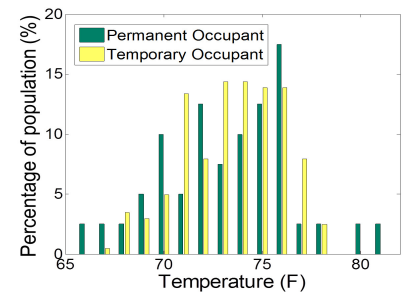 20
15
10
5
0
Percentage of population (%)
Permanent Occupant
Temporary Occupant
65 70 75 80
Temperature (F)